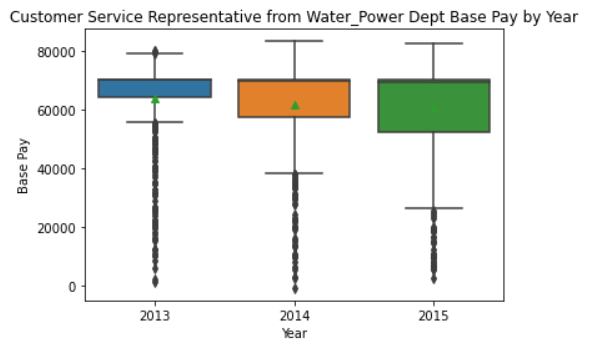 Customer Service Representative from Water_Power Dept Base Pay by Year
80000
60000
40000
20000
0
Base Pay
2013 2014 2015
Year